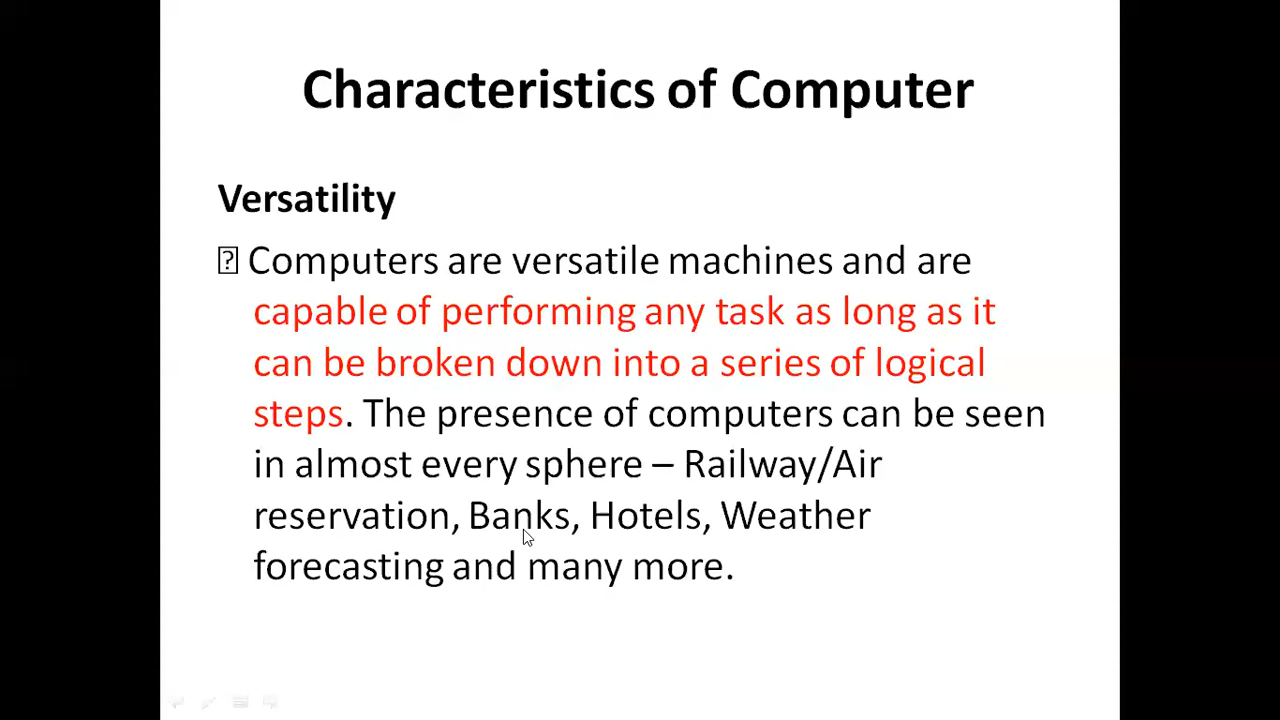 Characteristics of Computer
Versatility
Computers are versatile machines and are
capable of performing any task as long as it
can be broken down into a series of logical
steps. The presence of computers can be seen
in almost every sphere – Railway/Air
reservation, Banks, Hotels, Weather
forecasting and many more.